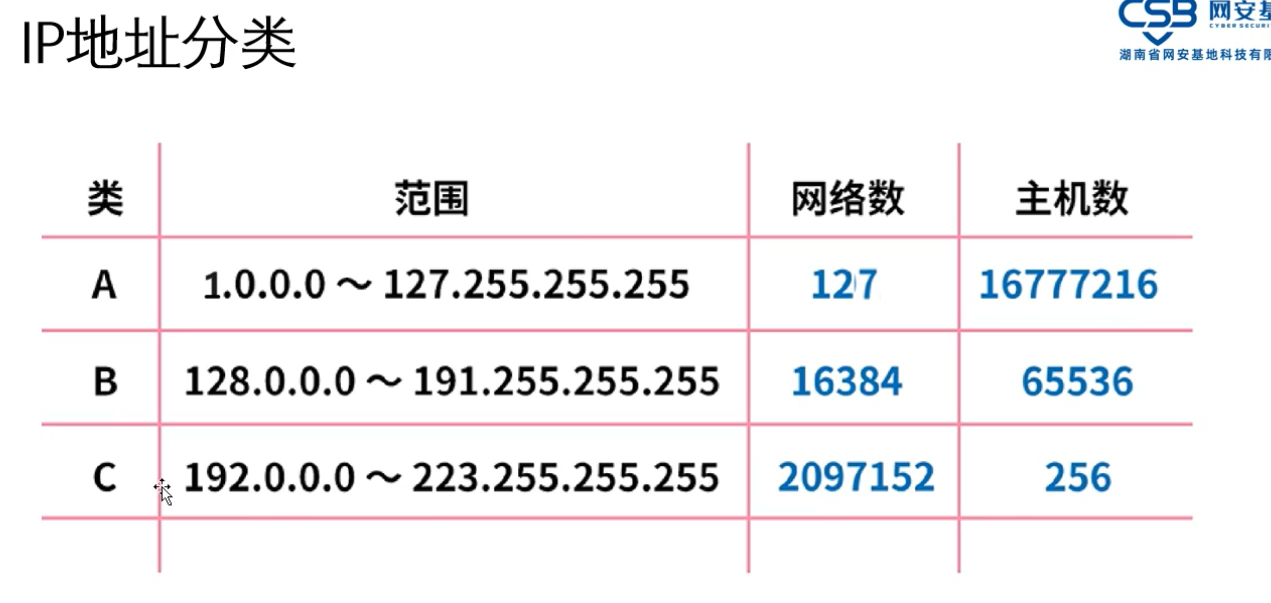 IP地址分类
CSB 网安基
CYBER SECURI
湖南省网安基地科技有限
类 范围 网络数 主机数
A 1.0.0.0 ～ 127.255.255.255 127 16777216
B 128.0.0.0 ～ 191.255.255.255 16384 65536
C 192.0.0.0 ～ 223.255.255.255 2097152 256